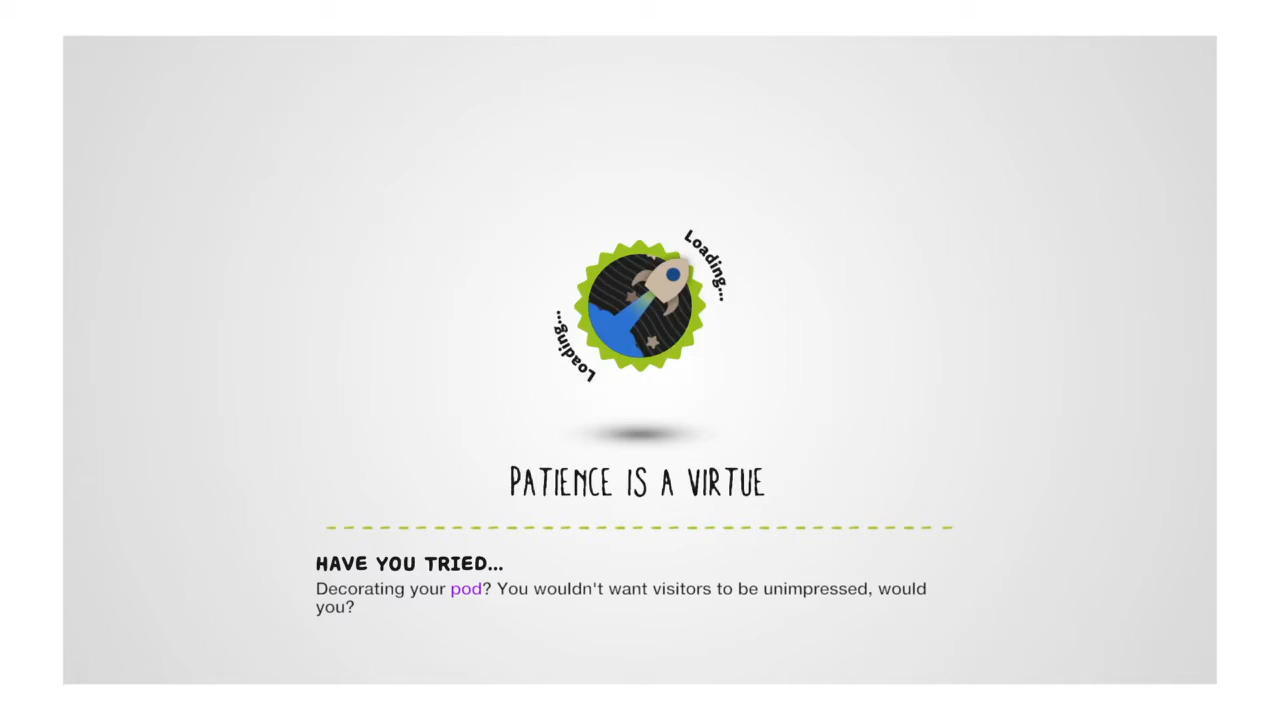 Loading...
Loading...
PATIENCE IS A VIRTUE
HAVE YOU TRIED...
Decorating your pod? You wouldn't want visitors to be unimpressed, would
you?